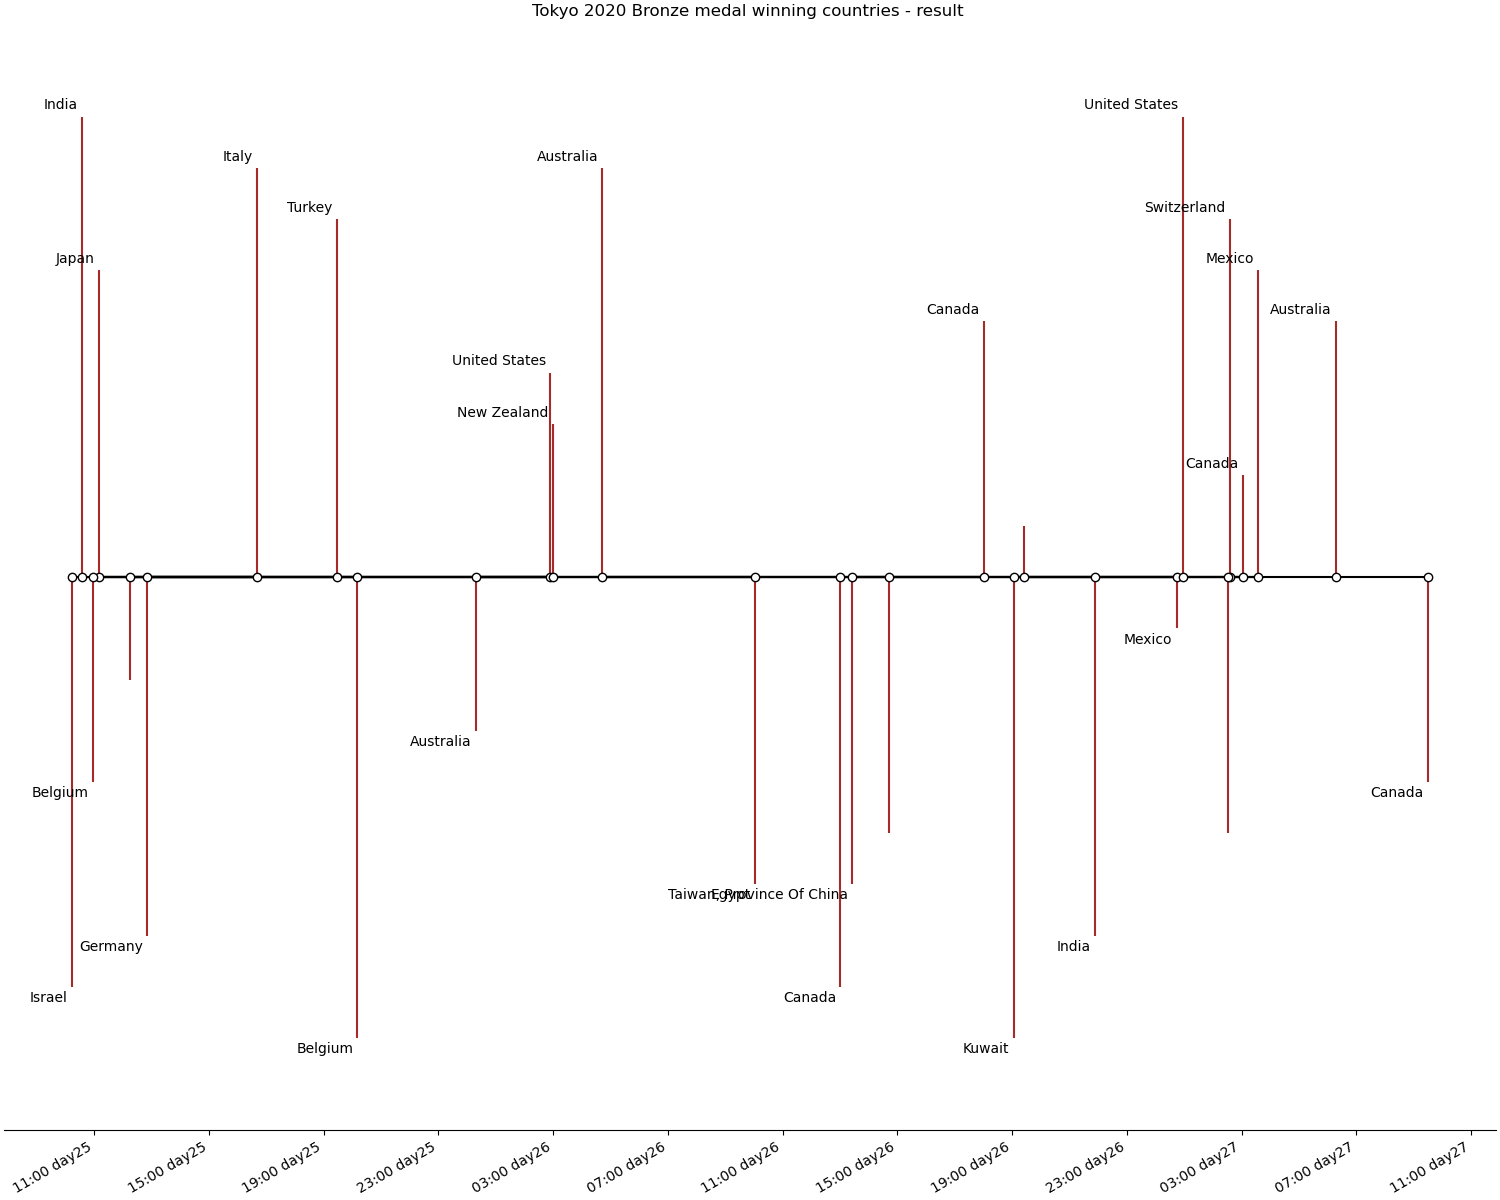 Tokyo 2020 Bronze medal winning countries - result
India
United States
Italy
Australia
Turkey
Switzerland
Japan
Mexico
Canada
Australia
United States
New Zealand
Canada
Mexico
Australia
Belgium
Canada
Taiwan, Province Of China
Egypt
Germany
India
Israel
Canada
Belgium
Kuwait
11:00 day25
15:00 day25
19:00 day25
23:00 day25
03:00 day26
07:00 day26
11:00 day26
15:00 day26
19:00 day26
23:00 day26
03:00 day27
07:00 day27
11:00 day27